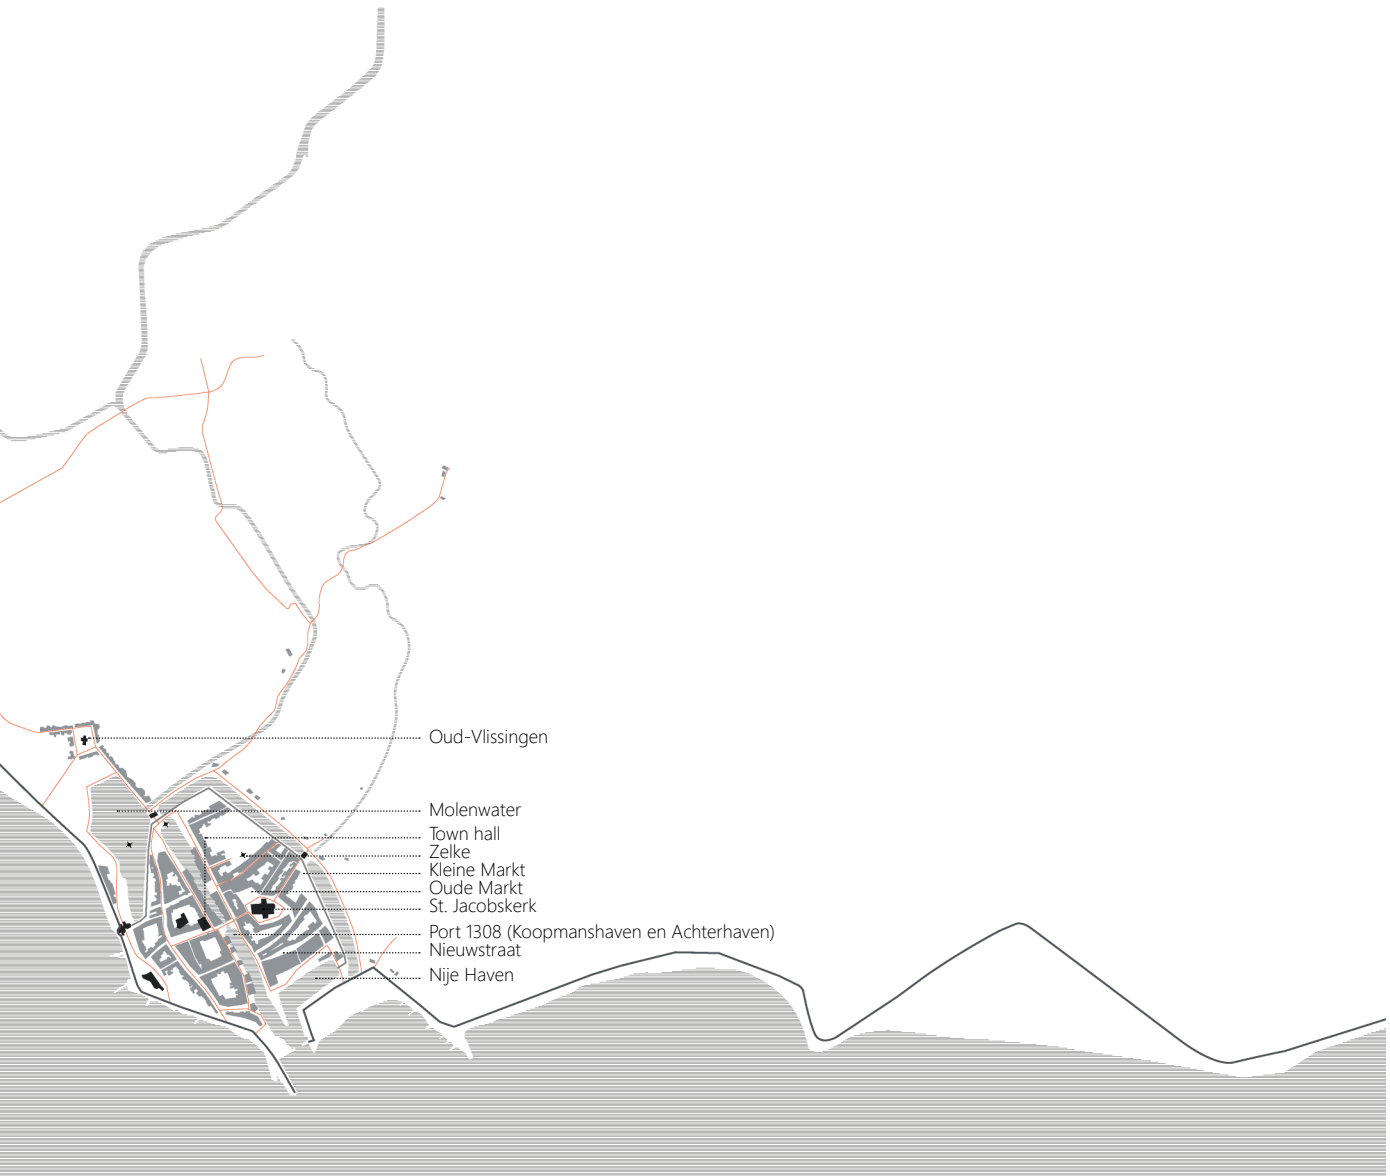 Oud-Vlissingen
Molenwater
Town hall
Zelke
Kleine Markt
Oude Markt
St. Jacobskerk
Port 1308 (Koopmanshaven en Achterhaven)
Nieuwstraat
Nije Haven